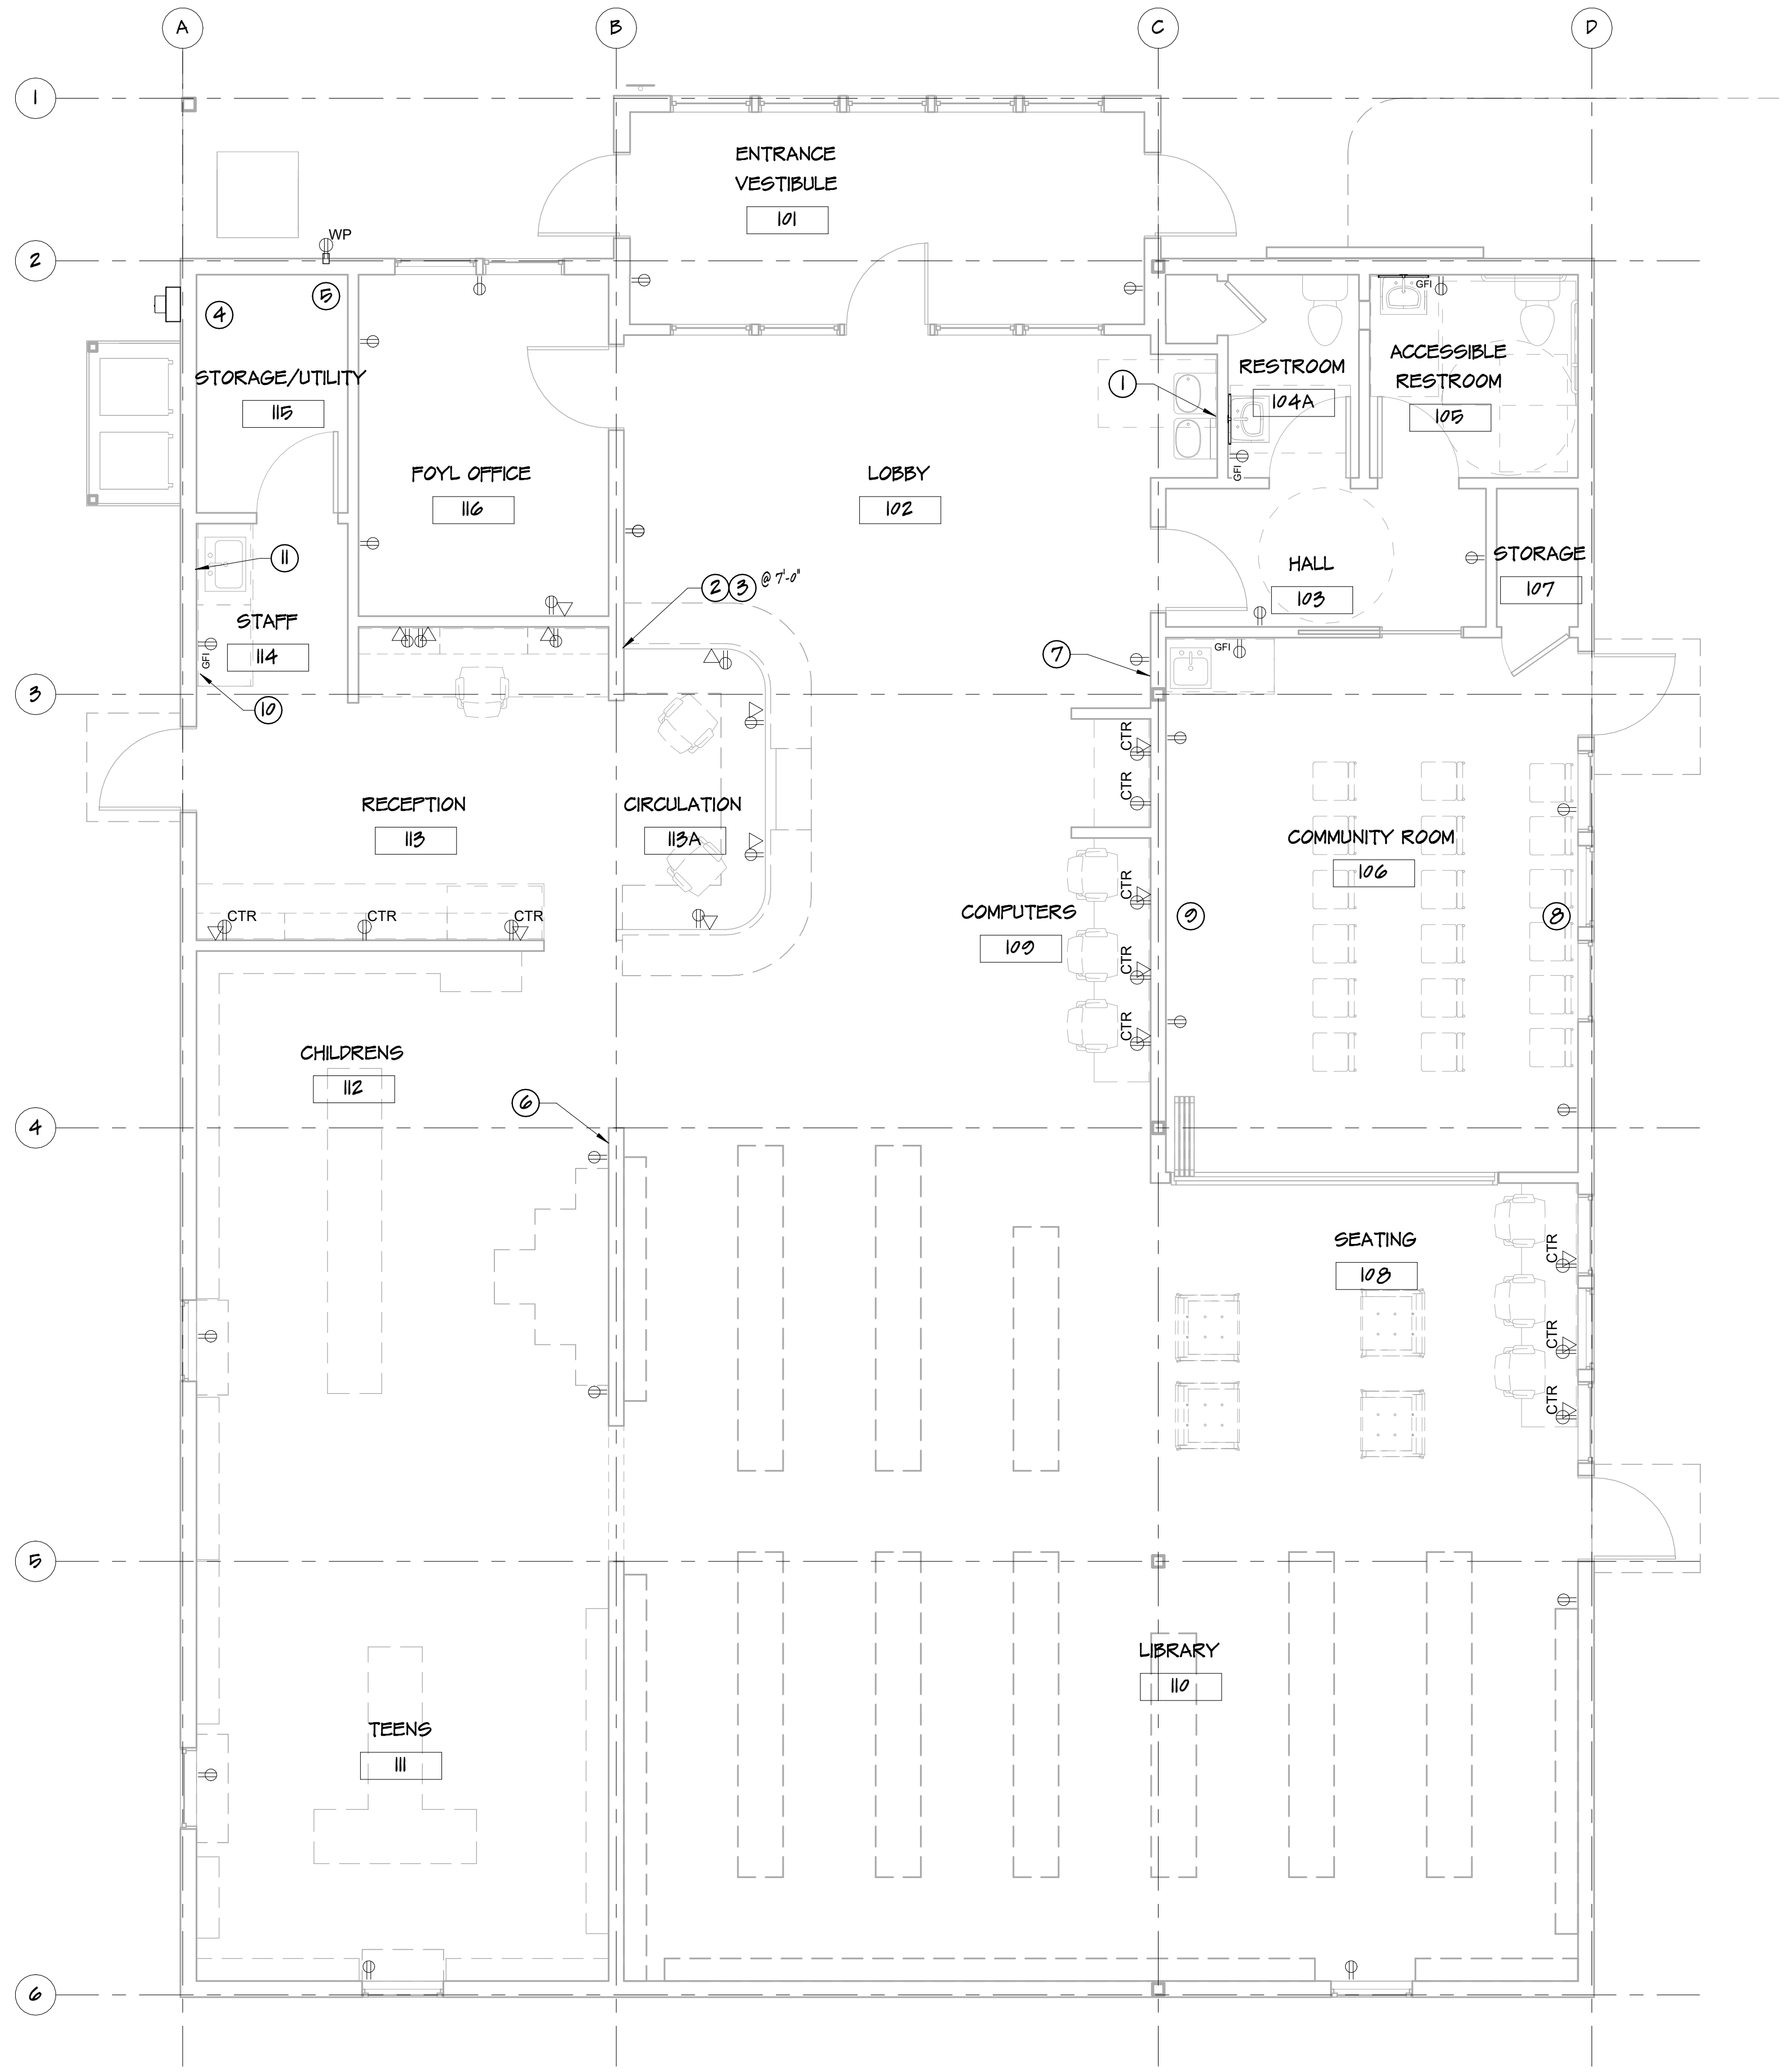 A B C D
1
ENTRANCE
VESTIBULE
101
WP
2
4
5
GFI
STORAGE/UTILITY
115
RESTROOM
104A
ACCESSIBLE
RESTROOM
105
1
GFI
FOYL OFFICE
116
LOBBY
102
11
HALL
103
STORAGE
107
2 3 @ 7'-0"
STAFF
114
GFI
GFI
7
3
10
CTR
CTR
RECEPTION
113
CIRCULATION
113A
COMMUNITY ROOM
106
CTR
CTR
CTR
CTR
COMPUTERS
109
9
8
CTR
CTR
CHILDRENS
112
6
4
SEATING
108
CTR
CTR
CTR
5
LIBRARY
110
TEENS
111
6